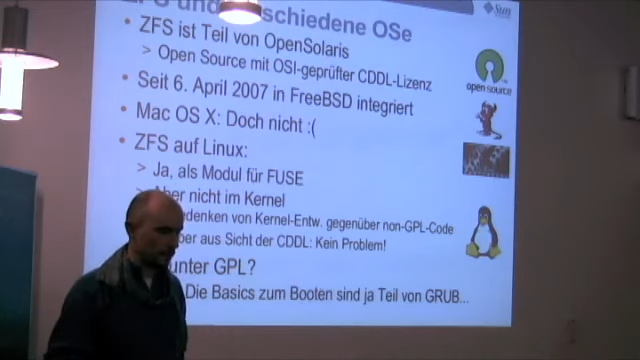 ZFS und verschiedene OSe
ZFS ist Teil von OpenSolaris
> Open Source mit OSI-geprüfter CDDL-Lizenz
Seit 6. April 2007 in FreeBSD integriert
Mac OS X: Doch nicht :(
ZFS auf Linux:
> Ja, als Modul für FUSE
> Aber nicht im Kernel
denken von Kernel-Entw. gegenüber non-GPL-Code
ber aus Sicht der CDDL: Kein Problem!
unter GPL?
Die Basics zum Booten sind ja Teil von GRUB...
Sun
open source